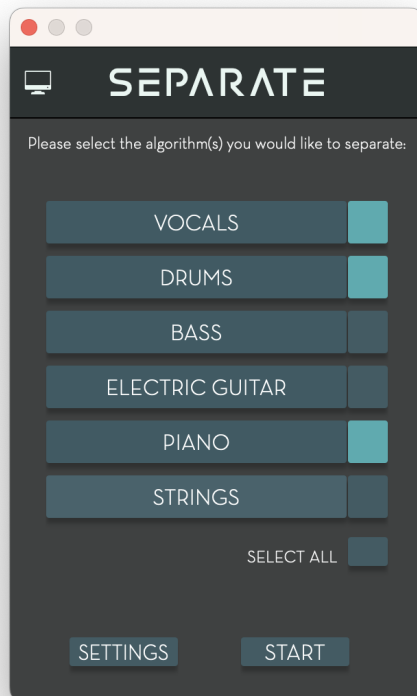 SEPARATE
Please select the algorithm(s) you would like to separate:
VOCALS
DRUMS
BASS
ELECTRIC GUITAR
PIANO
STRINGS
SELECT ALL
SETTINGS
START